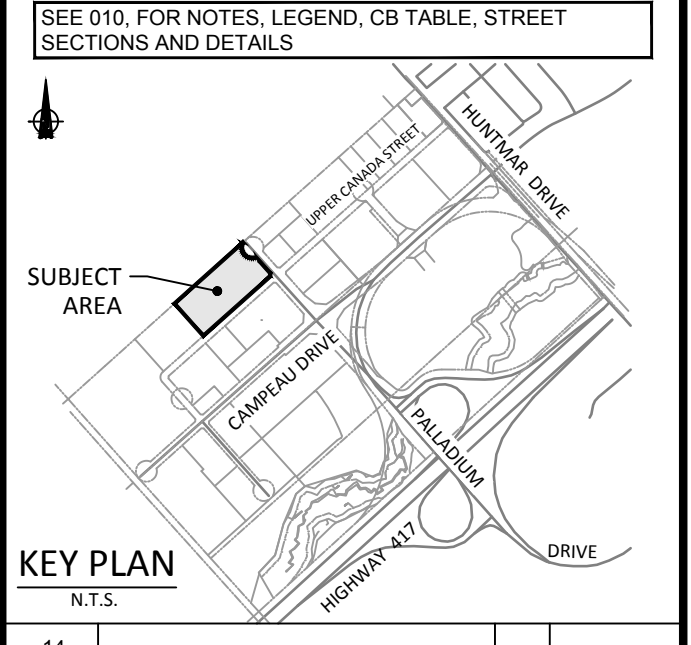 SEE 010, FOR NOTES, LEGEND, CB TABLE, STREET
SECTIONS AND DETAILS
HUNTMAR DRIVE
UPPER CANADA STREET
SUBJECT
AREA
CAMPEAU DRIVE
PALLADIUM
DRIVE
HIGHWAY 417
KEY PLAN
N.T.S.
14